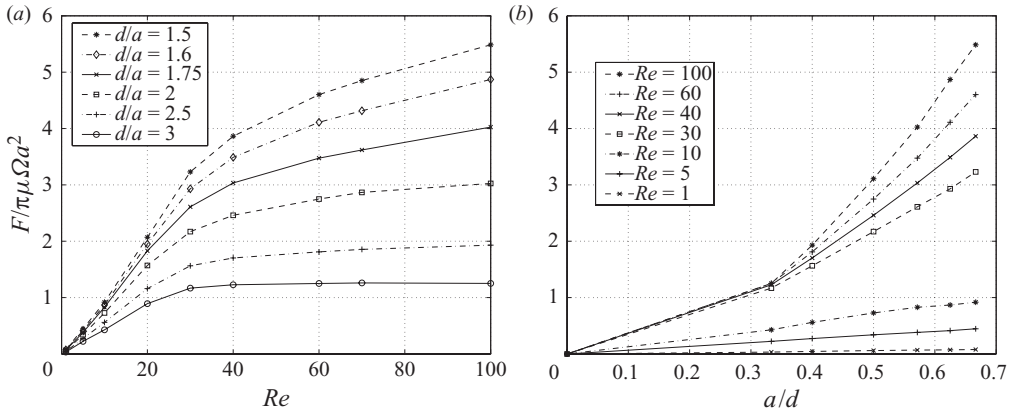 (a)
d/a = 1.5
d/a = 1.6
d/a = 1.75
d/a = 2
d/a = 2.5
d/a = 3
F/πμΩa²
6
5
4
3
2
1
0
20
40
60
80
100
Re
(b)
Re = 100
Re = 60
Re = 40
Re = 30
Re = 10
Re = 5
Re = 1
6
5
4
3
2
1
0
0.1
0.2
0.3
0.4
0.5
0.6
0.7
a/d